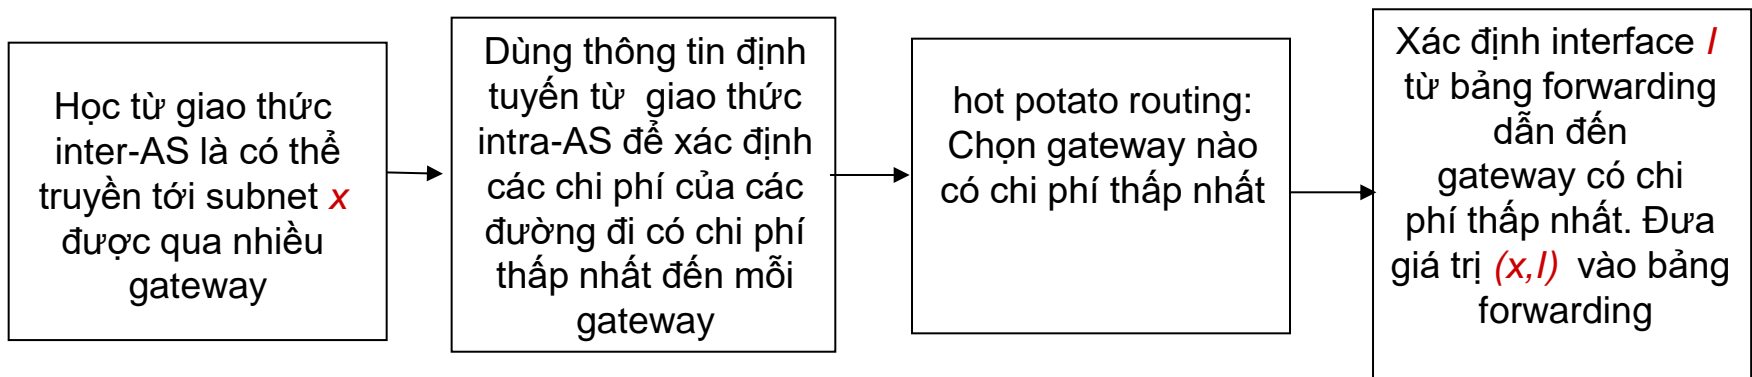 Học từ giao thức
inter-AS là có thể
truyền tới subnet x
được qua nhiều
gateway
Dùng thông tin định
tuyến từ giao thức
intra-AS để xác định
các chi phí của các
đường đi có chi phí
thấp nhất đến mỗi
gateway
hot potato routing:
Chọn gateway nào
có chi phí thấp nhất
Xác định interface I
từ bảng forwarding
dẫn đến
gateway có chi
phí thấp nhất. Đưa
giá trị (x,I) vào bảng
forwarding